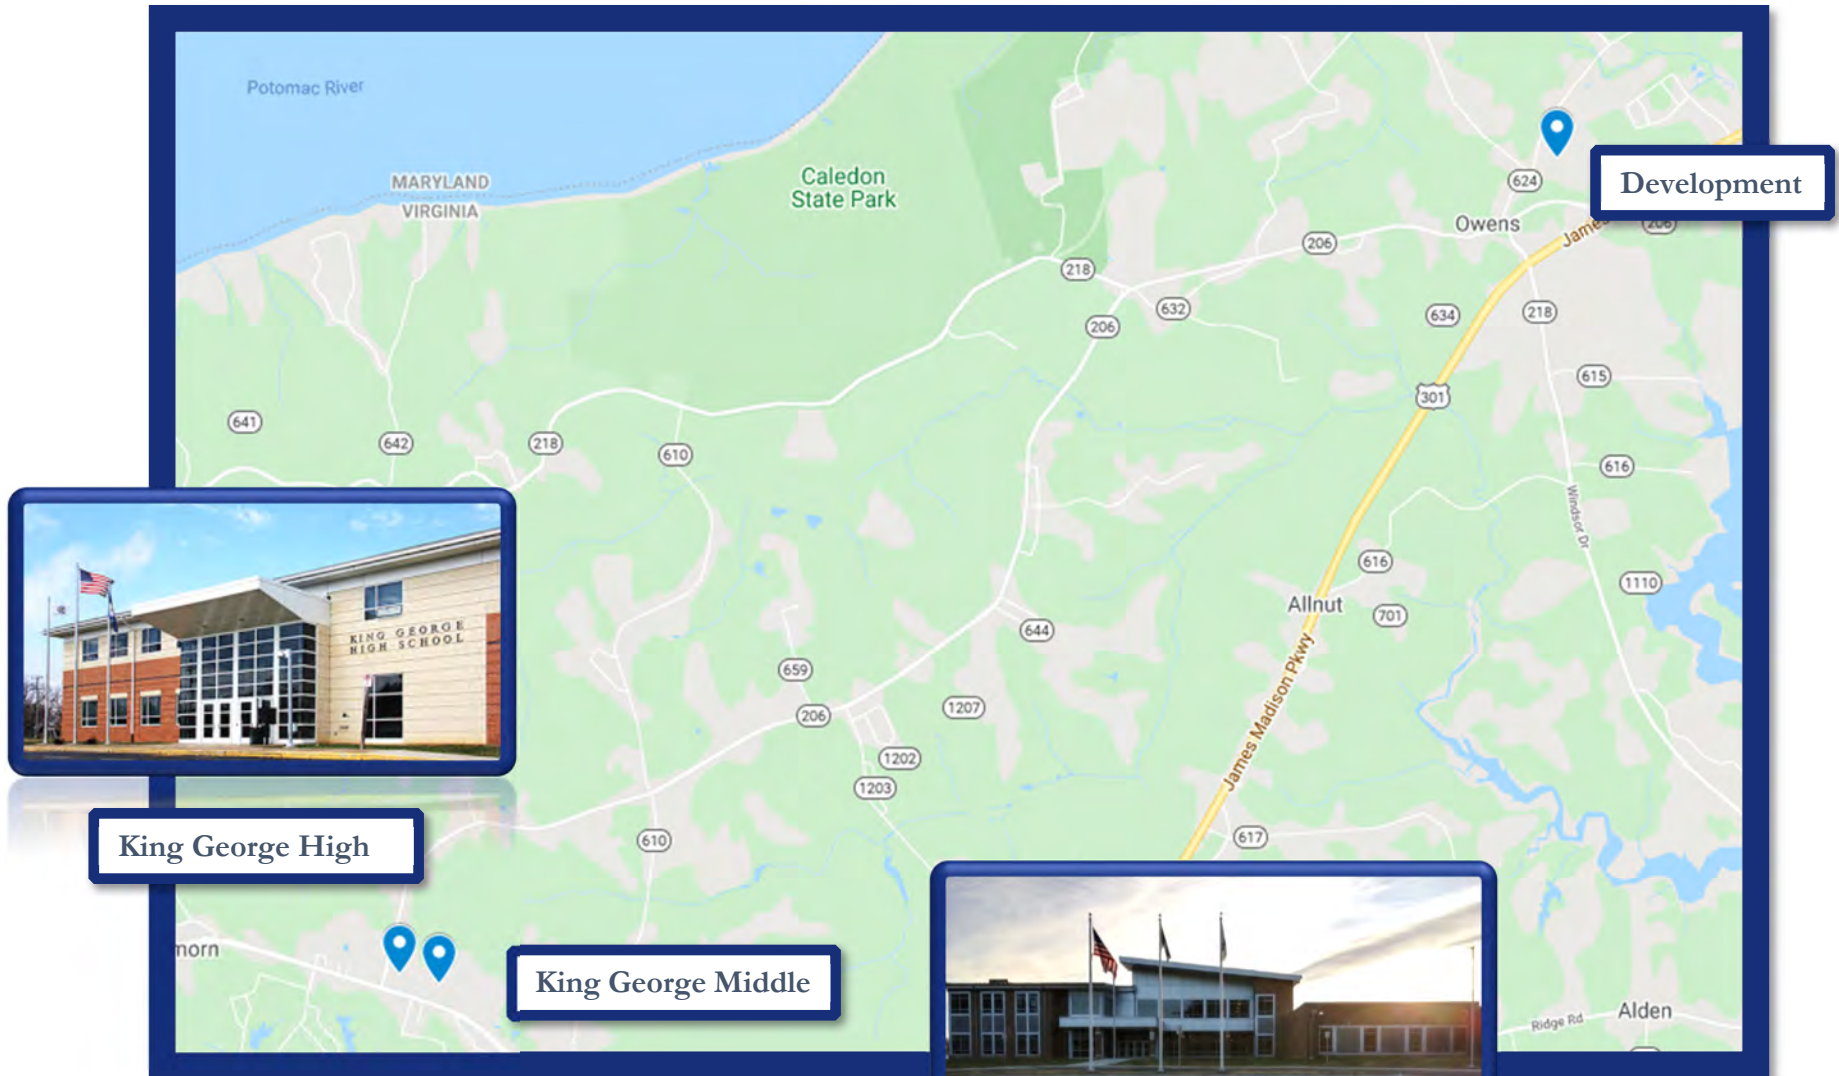 Potomac River
MARYLAND
VIRGINIA
Caledon
State Park
Development
624
Owens
James
206
206
218
632
206
634
218
615
301
641
642
218
610
616
Windsor Dr
616
1110
Allnut
701
KING GEORGE
HIGH SCHOOL
644
659
206
1207
James Madison Pkwy
1202
1203
King George High
610
617
morn
King George Middle
Ridge Rd
Alden